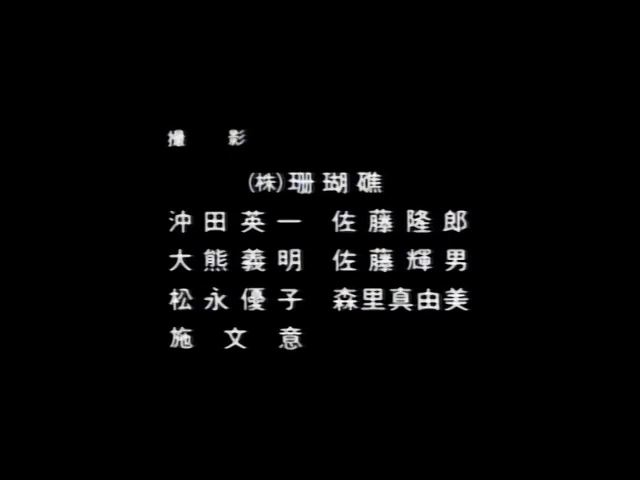 撮影
(株)珊瑚礁
沖田英一 佐藤隆郎
大熊義明 佐藤輝男
松永優子 森里真由美
施文意